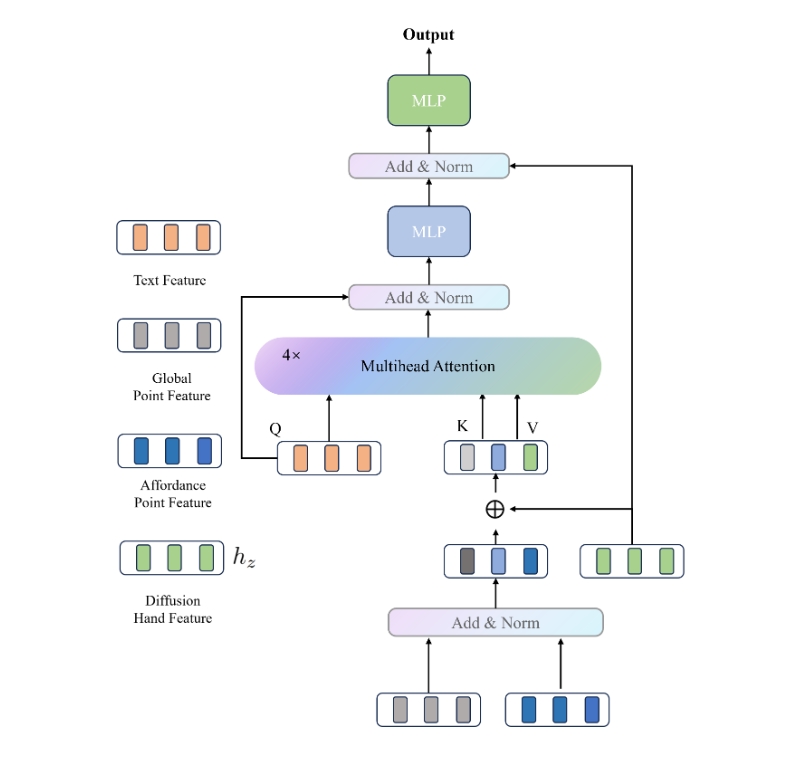 Output
MLP
Add & Norm
MLP
Text Feature
Add & Norm
4×
Multihead Attention
Global
Point Feature
Q
K
V
Affordance
Point Feature
⊕
h_z
Diffusion
Hand Feature
Add & Norm